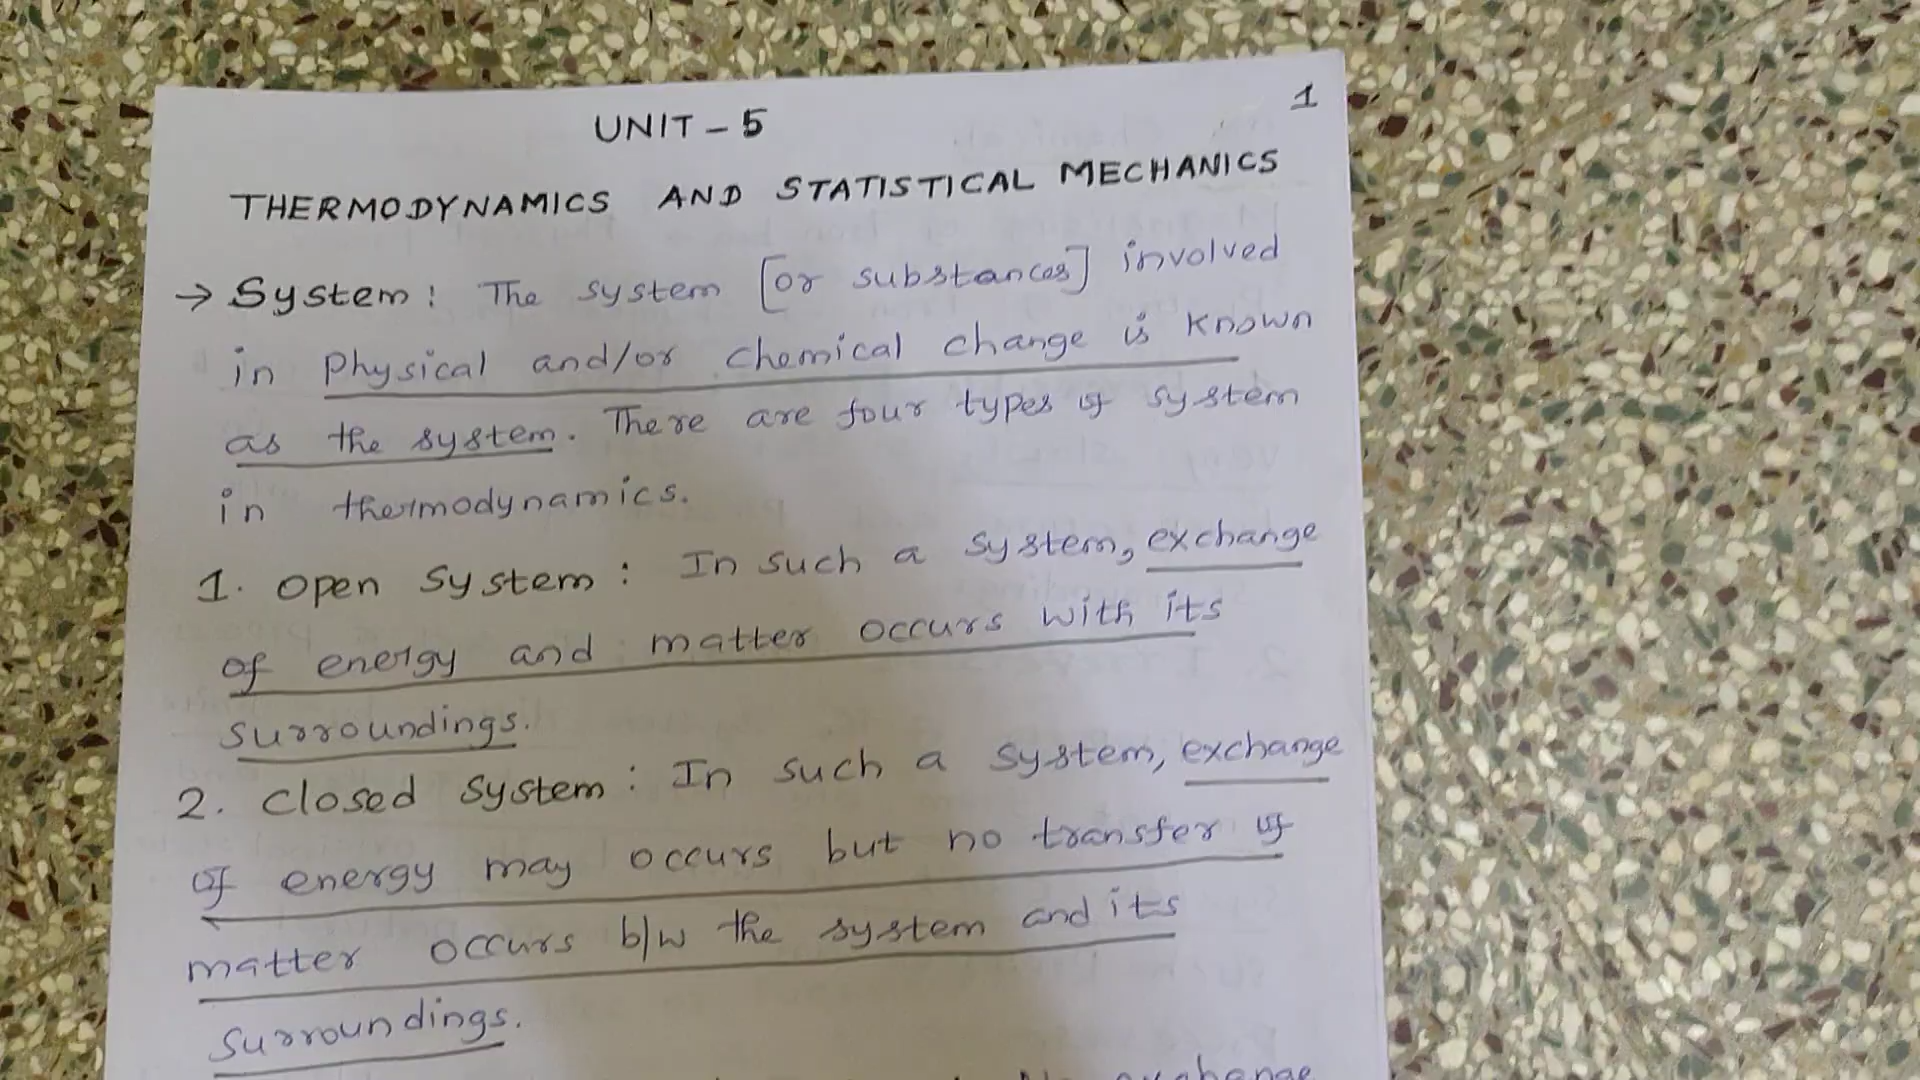 1
UNIT - 5
THERMODYNAMICS AND STATISTICAL MECHANICS
→ System: The system [or substances] involved
in Physical and/or chemical change is known
as the system. There are four types of system
in thermodynamics.
1. Open System: In such a system, exchange
of energy and matter occurs with its
surroundings.
2. Closed System: In such a system, exchange
of energy may occurs but no transfer of
matter occurs b/w the system and its
surroundings.
exchange